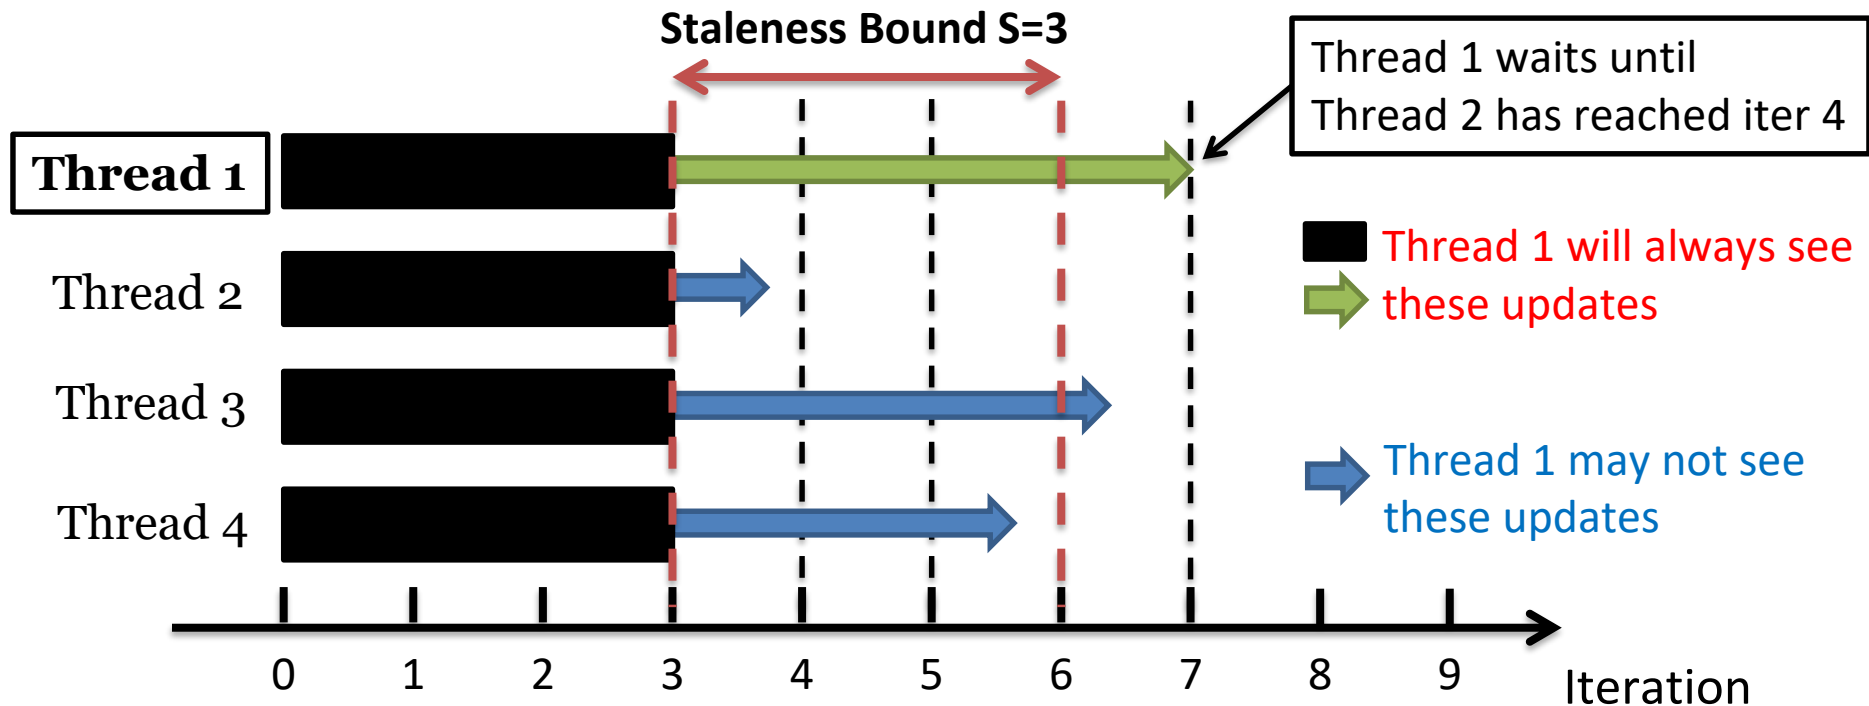 Staleness Bound S=3
Thread 1 waits until
Thread 2 has reached iter 4
Thread 1
Thread 2
Thread 3
Thread 4
Thread 1 will always see
these updates
Thread 1 may not see
these updates
0 1 2 3 4 5 6 7 8 9
Iteration